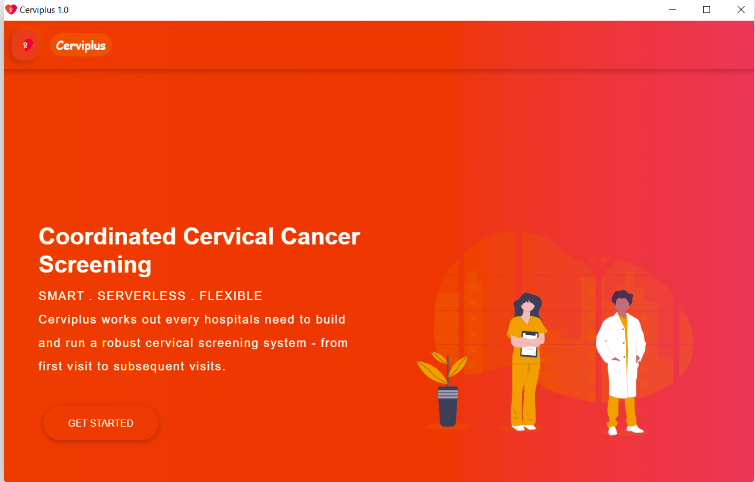 Cerviplus 1.0
Cerviplus
Coordinated Cervical Cancer
Screening
SMART . SERVERLESS . FLEXIBLE
Cerviplus works out every hospitals need to build
and run a robust cervical screening system - from
first visit to subsequent visits.
GET STARTED